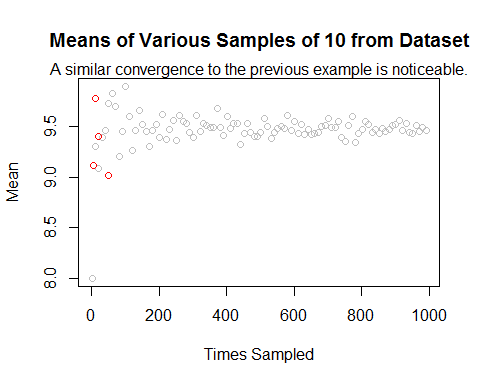 Means of Various Samples of 10 from Dataset
A similar convergence to the previous example is noticeable.
9.5
9.0
8.5
8.0
Mean
0 200 400 600 800 1000
Times Sampled